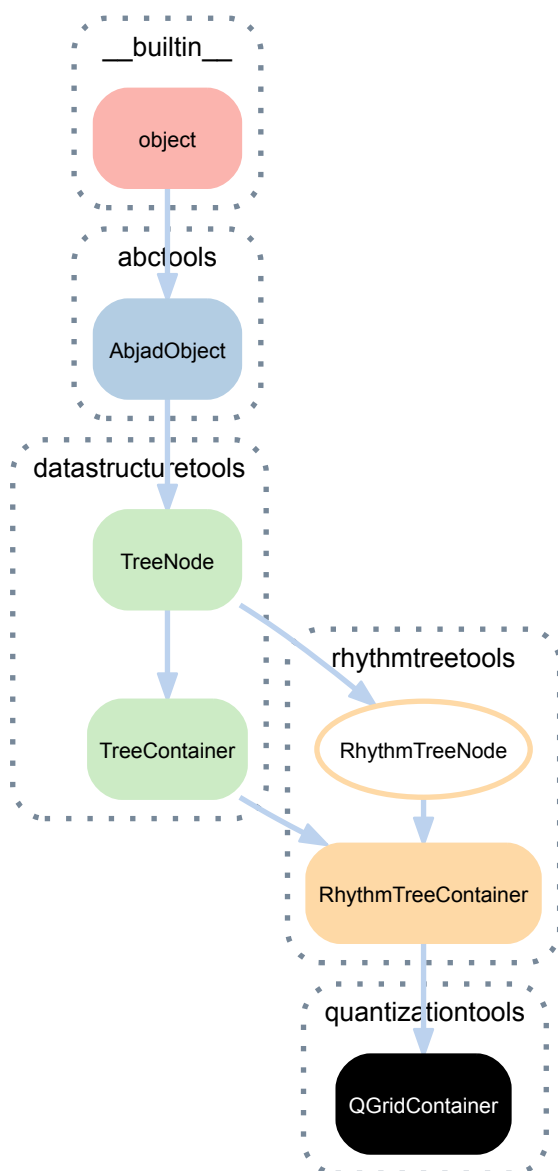 __builtin__
object
abctools
AbjadObject
datastructuretools
TreeNode
rhythmtreetools
TreeContainer
RhythmTreeNode
RhythmTreeContainer
quantizationtools
QGridContainer